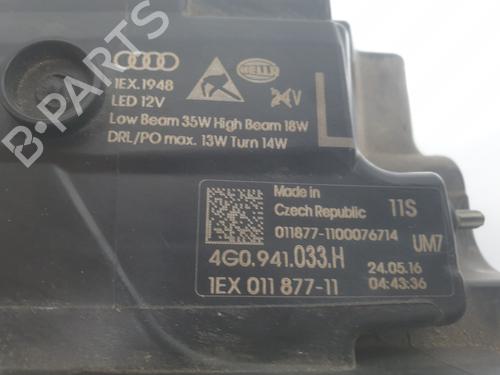 HELLA
1EX.1948
LED 12V
24V
Low Beam 35W High Beam 18W
DRL/PO max. 13W Turn 14W
L
Made in
Czech Republic
11S
011877-1100076714
UM7
4G0.941.033.H
24.05.16
1EX 011 877-11
04:43:36
B-PARTS